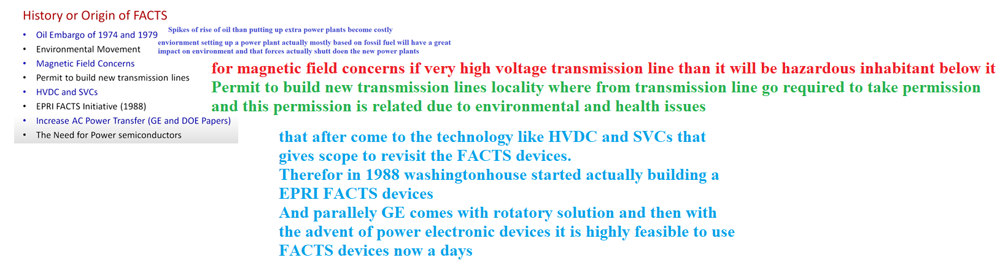 History or Origin of FACTS
• Oil Embargo of 1974 and 1979
Spikes of rise of oil than putting up extra power plants become costly
• Environmental Movement
enviornment setting up a power plant actually mostly based on fossil fuel will have a great
impact on environment and that forces actually shutt doen the new power plants
• Magnetic Field Concerns
for magnetic field concerns if very high voltage transmission line than it will be hazardous inhabitant below it
• Permit to build new transmission lines
Permit to build new transmission lines locality where from transmission line go required to take permission
and this permission is related due to environmental and health issues
• HVDC and SVCs
• EPRI FACTS Initiative (1988)
• Increase AC Power Transfer (GE and DOE Papers)
• The Need for Power semiconductors
that after come to the technology like HVDC and SVCs that
gives scope to revisit the FACTS devices.
Therefor in 1988 washingtonhouse started actually building a
EPRI FACTS devices
And parallely GE comes with rotatory solution and then with
the advent of power electronic devices it is highly feasible to use
FACTS devices now a days